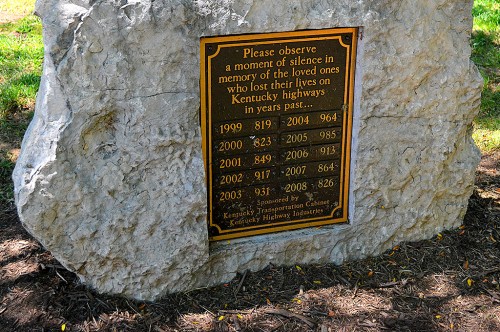 Please observe
a moment of silence in
memory of the loved ones
who lost their lives on
Kentucky highways
in years past...
1999 819 2004 964
2000 823 2005 985
2001 849 2006 913
2002 917 2007 864
2003 931 2008 826
Sponsored by
Kentucky Transportation Cabinet
Kentucky Highway Industries